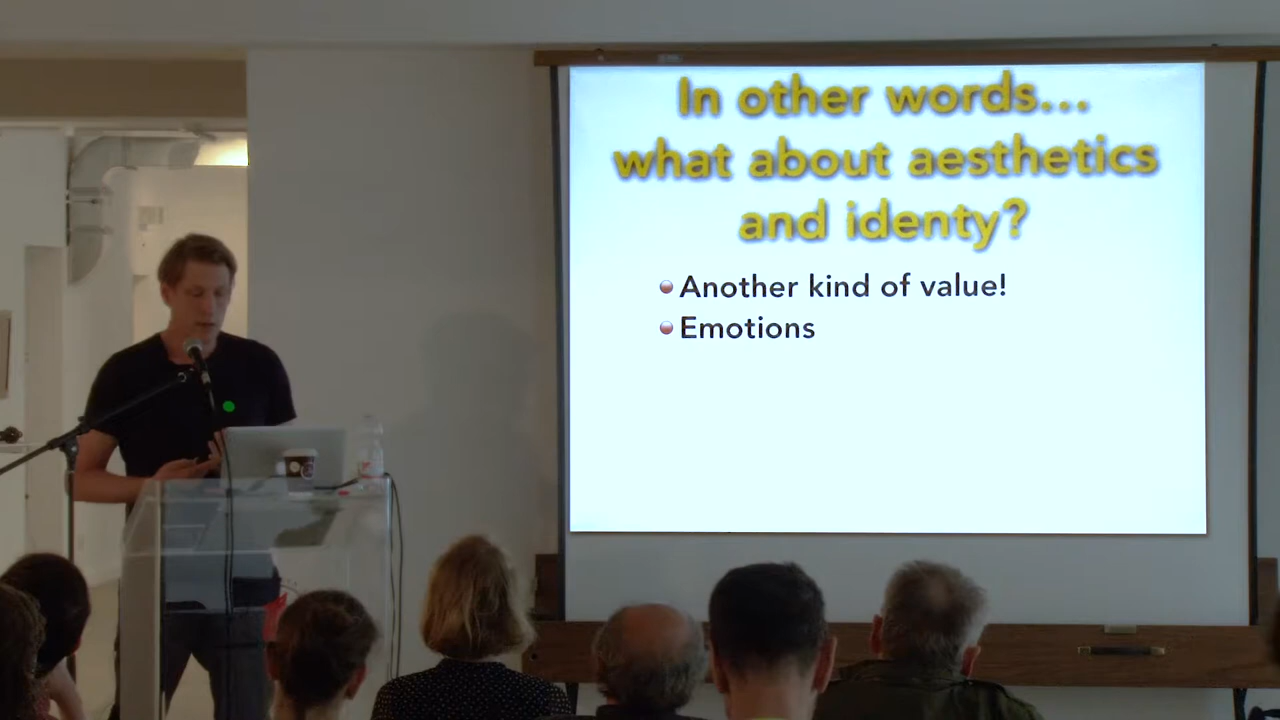 In other words...
what about aesthetics
and identy?
Another kind of value!
Emotions